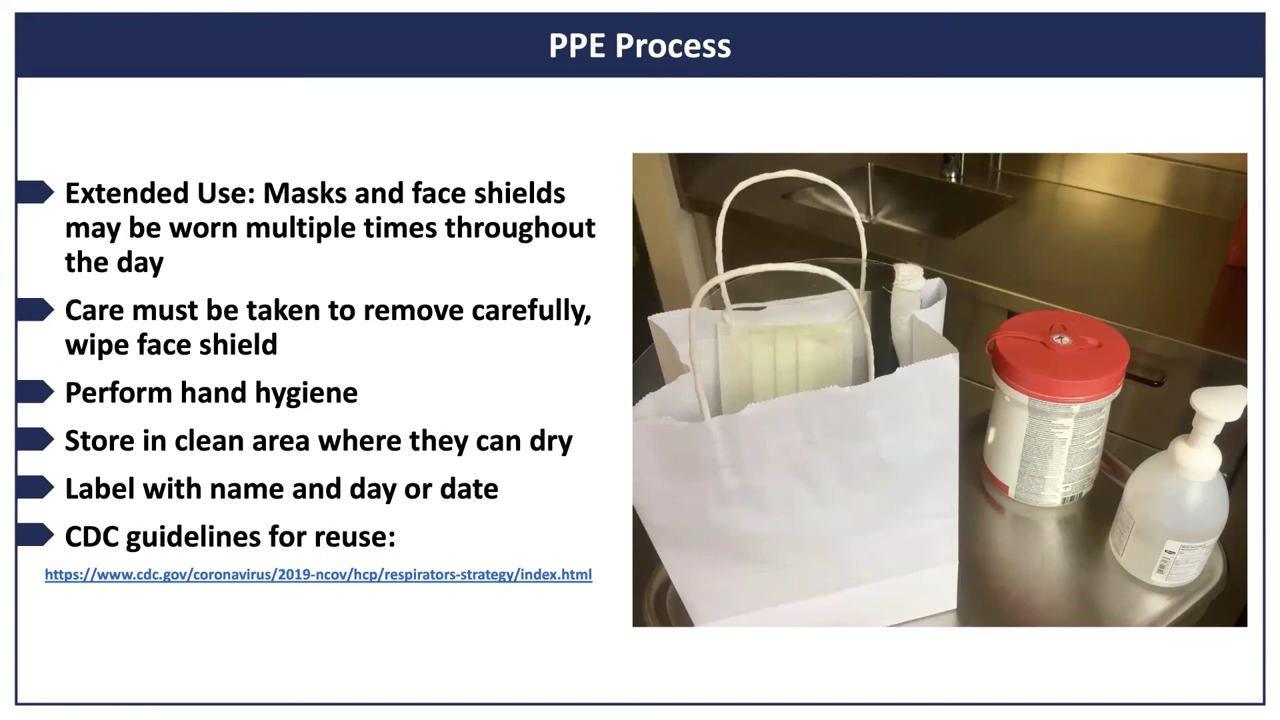 PPE Process
Extended Use: Masks and face shields
may be worn multiple times throughout
the day
Care must be taken to remove carefully,
wipe face shield
Perform hand hygiene
Store in clean area where they can dry
Label with name and day or date
CDC guidelines for reuse:
https://www.cdc.gov/coronavirus/2019-ncov/hcp/respirators-strategy/index.html